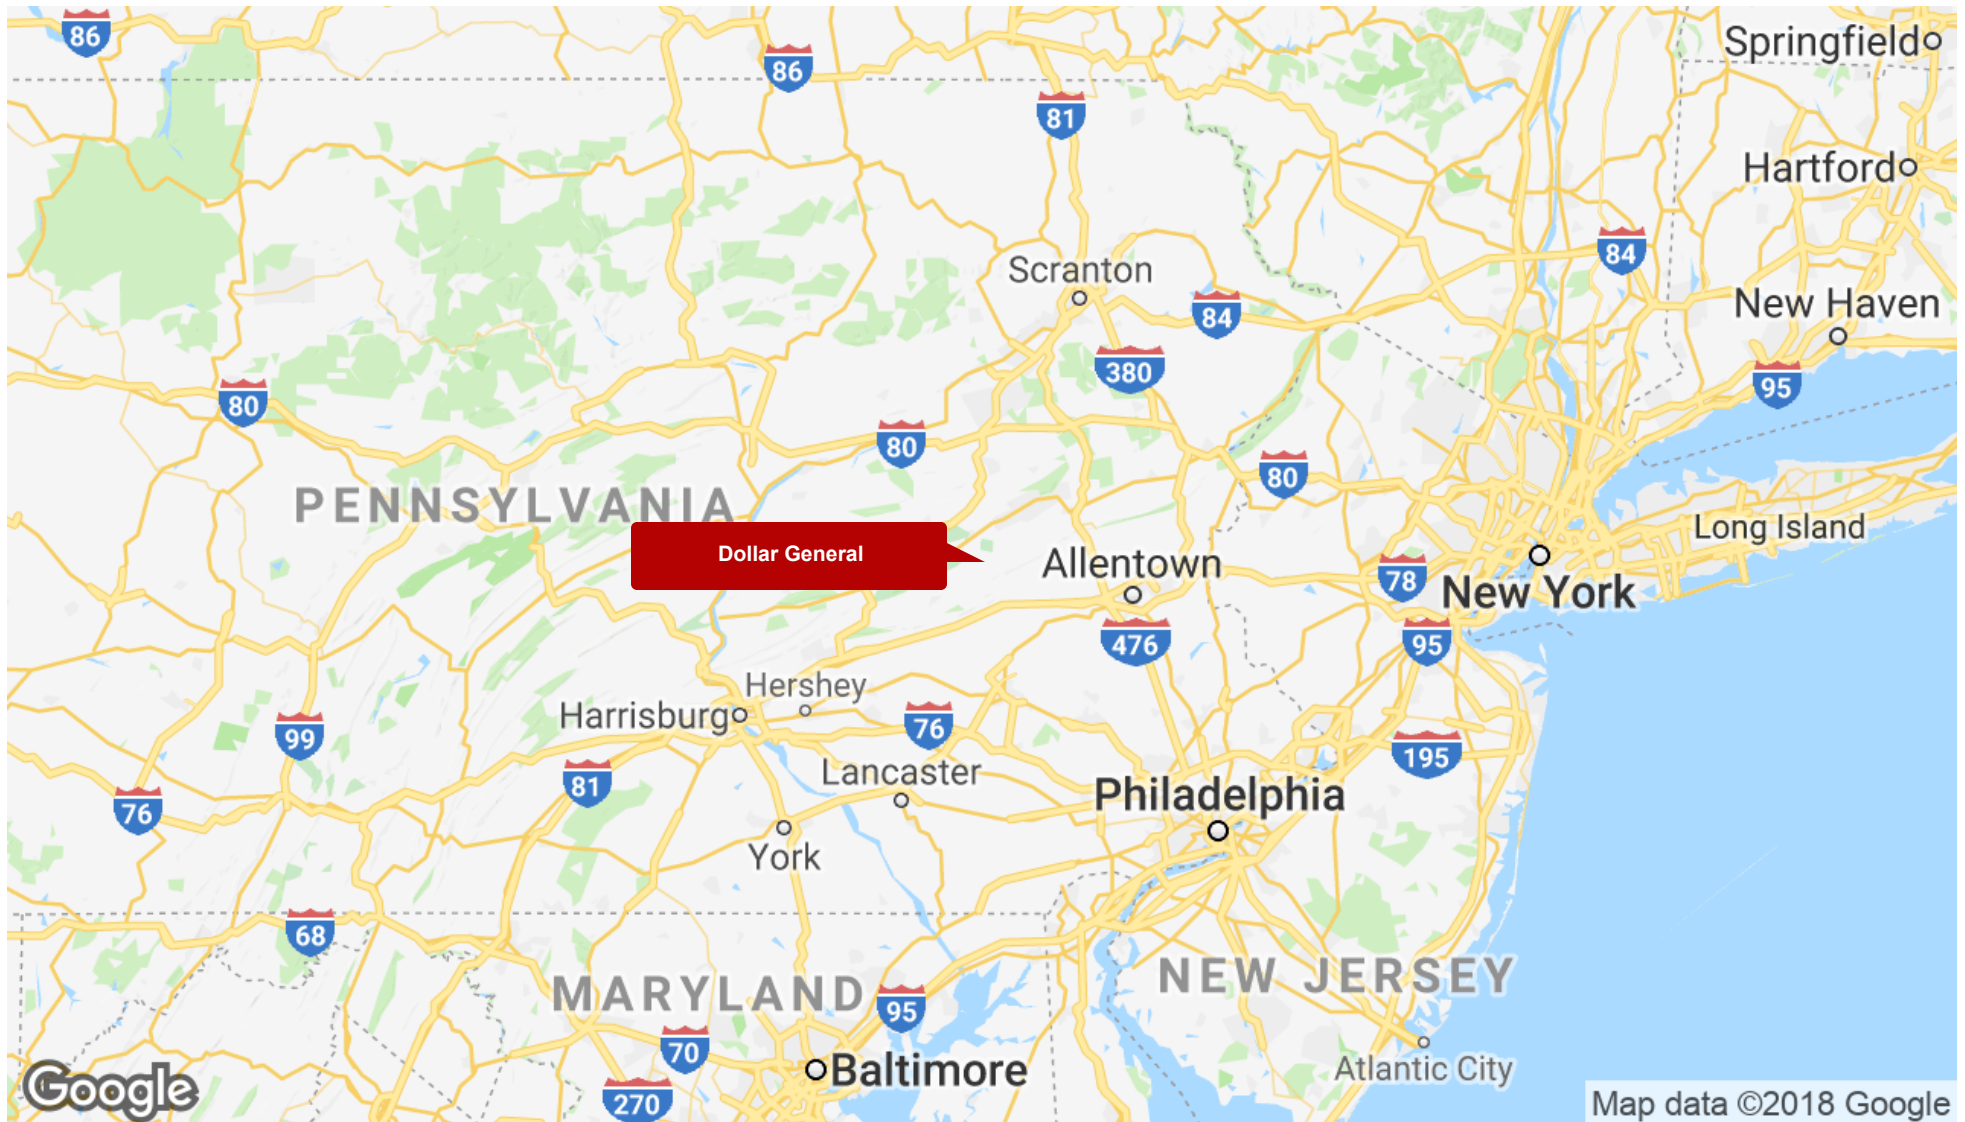 86
86
81
Springfield
Hartford
84
Scranton
84
New Haven
380
95
80
80
80
PENNSYLVANIA
Long Island
Dollar General
Allentown
78
New York
476
95
Hershey
Harrisburg
76
99
195
81
Lancaster
76
Philadelphia
York
68
MARYLAND
NEW JERSEY
95
70
Baltimore
Atlantic City
270
Google
Map data ©2018 Google